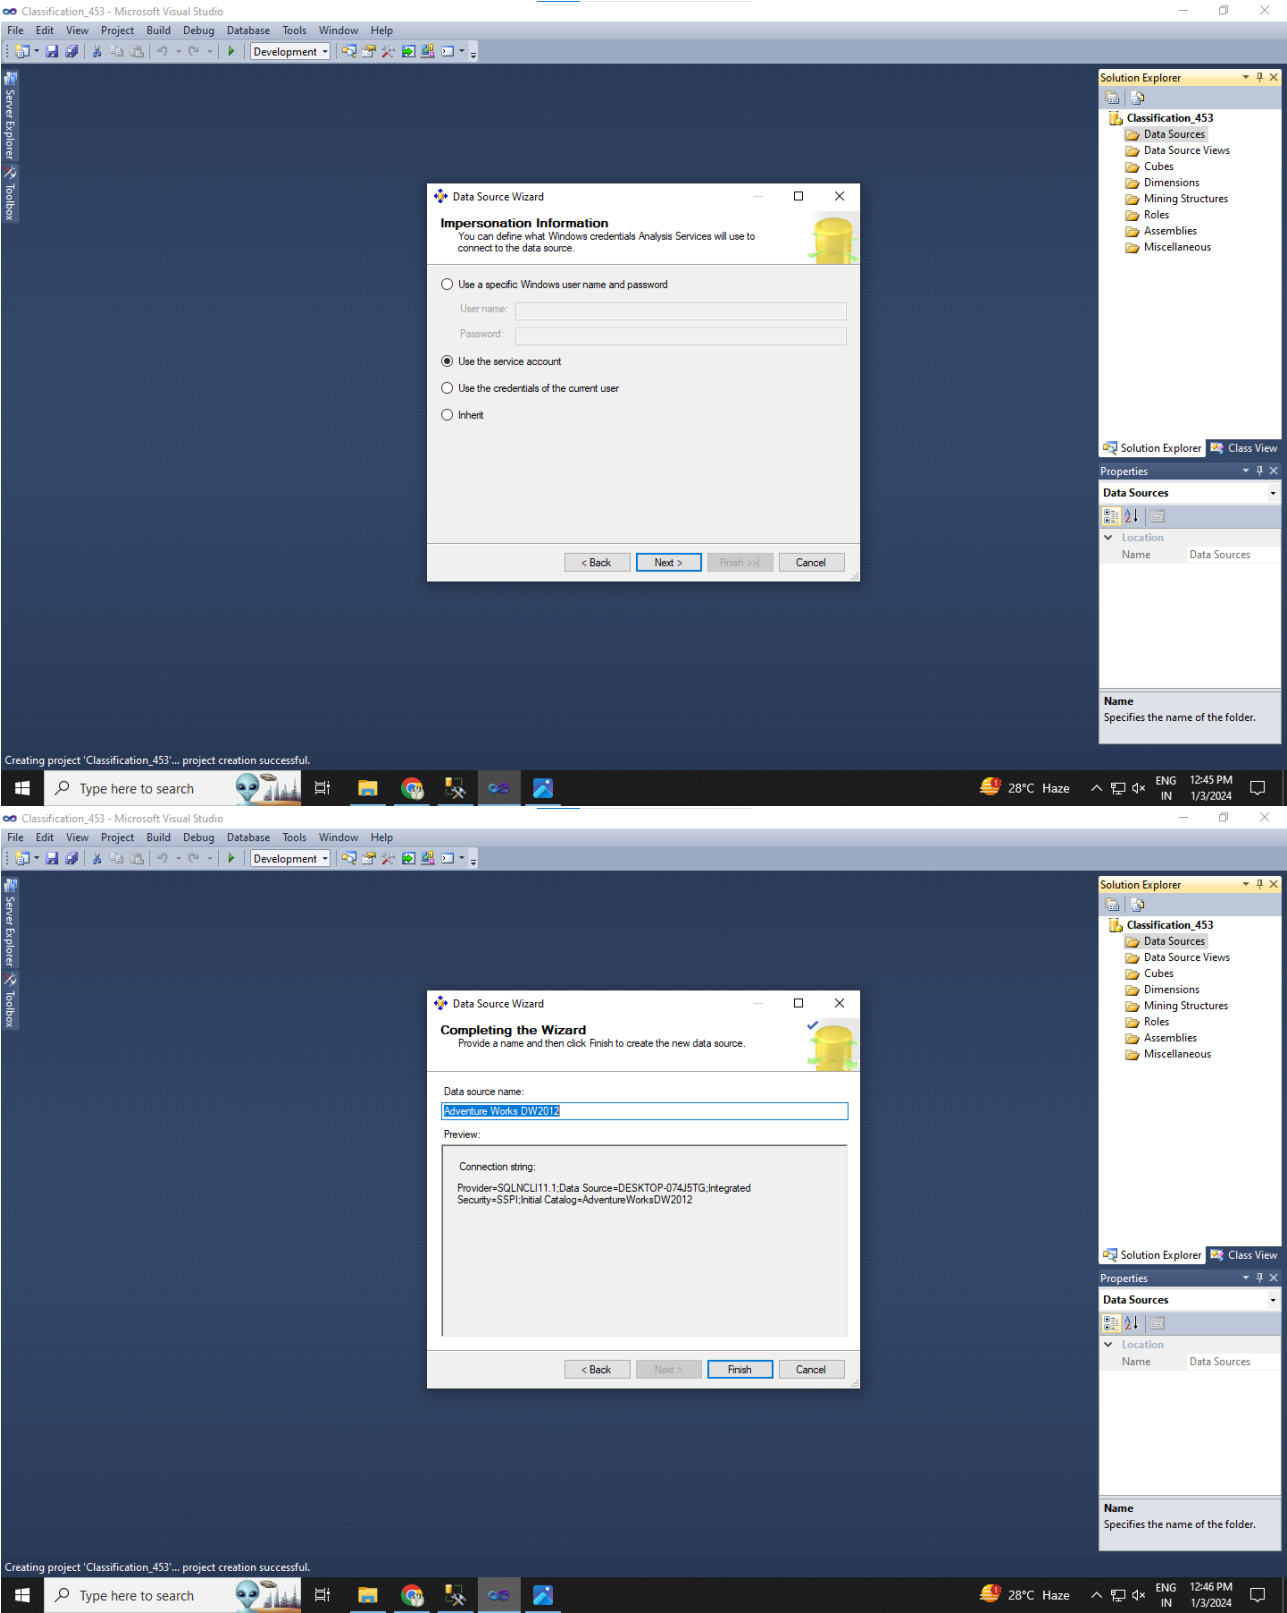 Classification_453 - Microsoft Visual Studio
File Edit View Project Build Debug Database Tools Window Help
Development
Server Explorer
Toolbox
Solution Explorer
Classification_453
Data Sources
Data Source Views
Cubes
Dimensions
Mining Structures
Roles
Assemblies
Miscellaneous
Data Source Wizard
Impersonation Information
You can define what Windows credentials Analysis Services will use to
connect to the data source.
Use a specific Windows user name and password
User name:
Password:
Use the service account
Use the credentials of the current user
Inherit
< Back Next > Finish >>| Cancel
Solution Explorer Class View
Properties
Data Sources
Location
Name Data Sources
Name
Specifies the name of the folder.
Creating project 'Classification_453'... project creation successful.
Type here to search
1
28°C Haze
ENG
IN
12:45 PM
1/3/2024
Classification_453 - Microsoft Visual Studio
File Edit View Project Build Debug Database Tools Window Help
Development
Server Explorer
Toolbox
Solution Explorer
Classification_453
Data Sources
Data Source Views
Cubes
Dimensions
Mining Structures
Roles
Assemblies
Miscellaneous
Data Source Wizard
Completing the Wizard
Provide a name and then click Finish to create the new data source.
Data source name:
Adventure Works DW2012
Preview:
Connection string:
Provider=SQLNCLI11.1;Data Source=DESKTOP-074J5TG;Integrated
Security=SSPI;Initial Catalog=AdventureWorksDW2012
< Back Next > Finish Cancel
Solution Explorer Class View
Properties
Data Sources
Location
Name Data Sources
Name
Specifies the name of the folder.
Creating project 'Classification_453'... project creation successful.
Type here to search
1
28°C Haze
ENG
IN
12:46 PM
1/3/2024